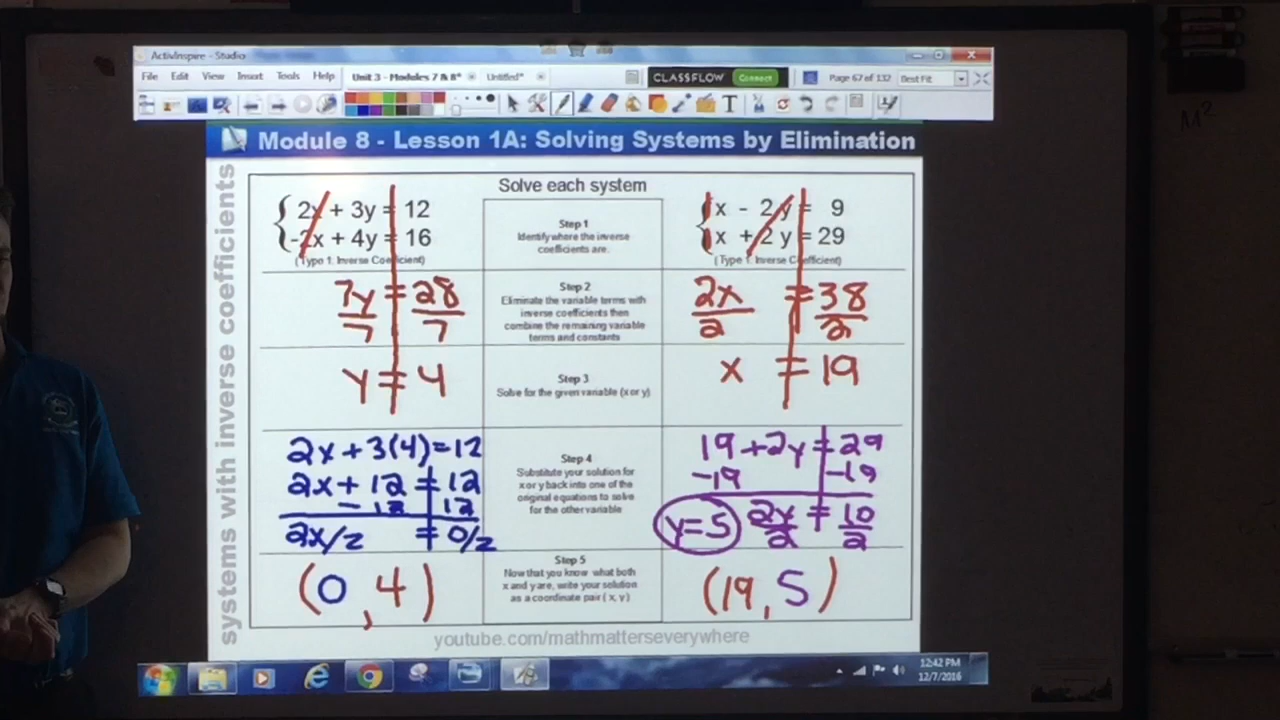 ActivInspire - Studio
File Edit View Insert Tools Help Unit 3 - Modules 7 & 8* Untitled* CLASSFLOW Connect Page 67 of 132 Best Fit
M²
Module 8 - Lesson 1A: Solving Systems by Elimination
systems with inverse coefficients
Solve each system
2x + 3y = 12
-2x + 4y = 16
(Type 1: Inverse Coefficient)
7y = 28
7 7
y = 4
2x + 3(4) = 12
2x + 12 = 12
- 12 12
2x/2 = 0/2
(0, 4)
Step 1
Identify where the inverse
coefficients are.
Step 2
Eliminate the variable terms with
inverse coefficients then
combine the remaining variable
terms and constants
Step 3
Solve for the given variable (x or y)
Step 4
Substitute your solution for
x or y back into one of the
original equations to solve
for the other variable
Step 5
Now that you know what both
x and y are, write your solution
as a coordinate pair ( x, y)
x - 2y = 9
x + 2y = 29
(Type 1: Inverse Coefficient)
2x = 38
2 2
x = 19
19 + 2y = 29
-19 -19
y = 5 2y = 10
2 2
(19, 5)
youtube.com/mathmatterseverywhere
12:42 PM
12/7/2016